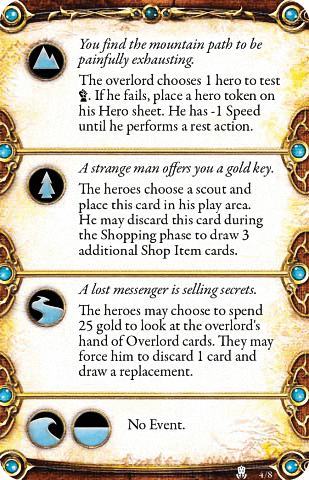 You find the mountain path to be
painfully exhausting.
The overlord chooses 1 hero to test
. If he fails, place a hero token on
his Hero sheet. He has -1 Speed
until he performs a rest action.
A strange man offers you a gold key.
The heroes choose a scout and
place this card in his play area.
He may discard this card during
the Shopping phase to draw 3
additional Shop Item cards.
A lost messenger is selling secrets.
The heroes may choose to spend
25 gold to look at the overlord's
hand of Overlord cards. They may
force him to discard 1 card and
draw a replacement.
No Event.
4/8